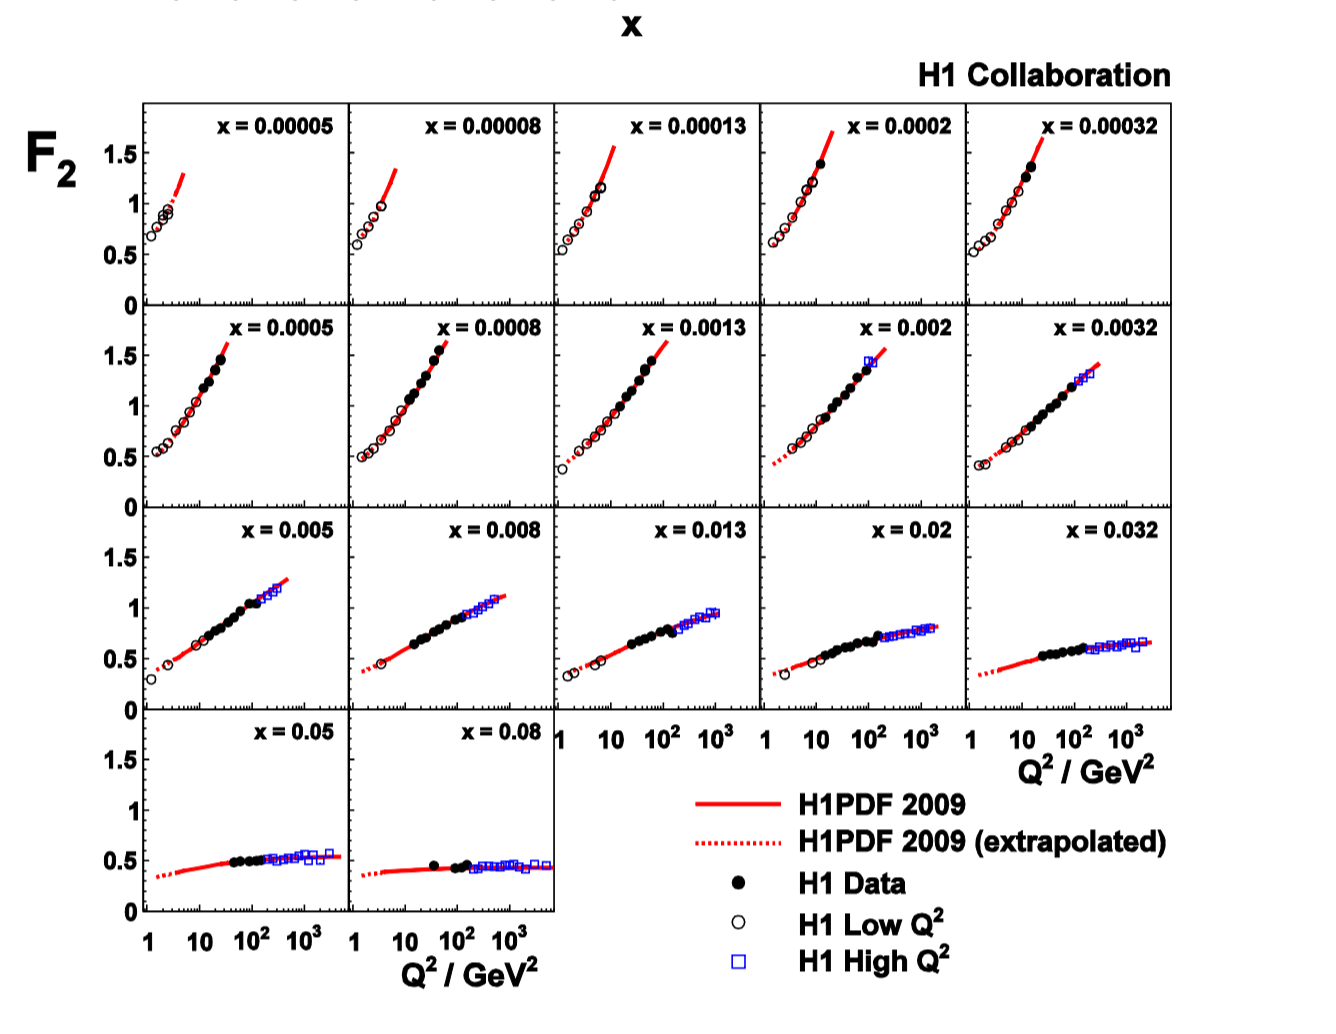 x
H1 Collaboration
F2
x = 0.00005
x = 0.00008
x = 0.00013
x = 0.0002
x = 0.00032
1.5
1
0.5
0
x = 0.0005
x = 0.0008
x = 0.0013
x = 0.002
x = 0.0032
1.5
1
0.5
0
x = 0.005
x = 0.008
x = 0.013
x = 0.02
x = 0.032
1.5
1
0.5
0
x = 0.05
x = 0.08
1 10 10² 10³
1 10 10² 10³
1 10 10² 10³
Q² / GeV²
1.5
1
0.5
0
1 10 10² 10³
1 10 10² 10³
Q² / GeV²
H1PDF 2009
H1PDF 2009 (extrapolated)
H1 Data
H1 Low Q²
H1 High Q²